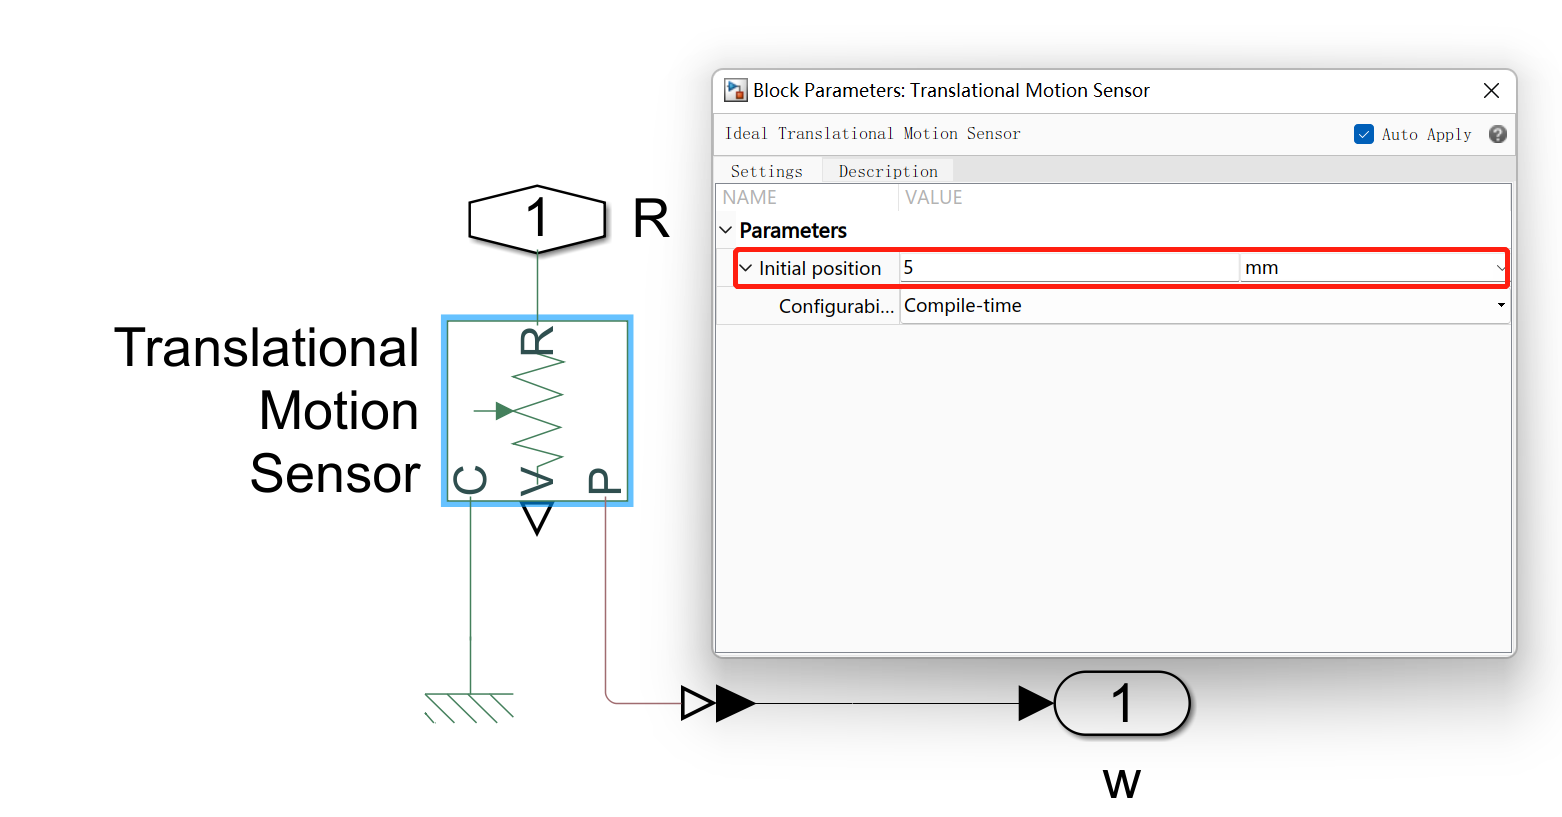 Block Parameters: Translational Motion Sensor
Ideal Translational Motion Sensor
Auto Apply
?
Settings
Description
NAME
VALUE
Parameters
Initial position
5
mm
Configurabi...
Compile-time
1
R
Translational
Motion
Sensor
R
C
V
P
1
w